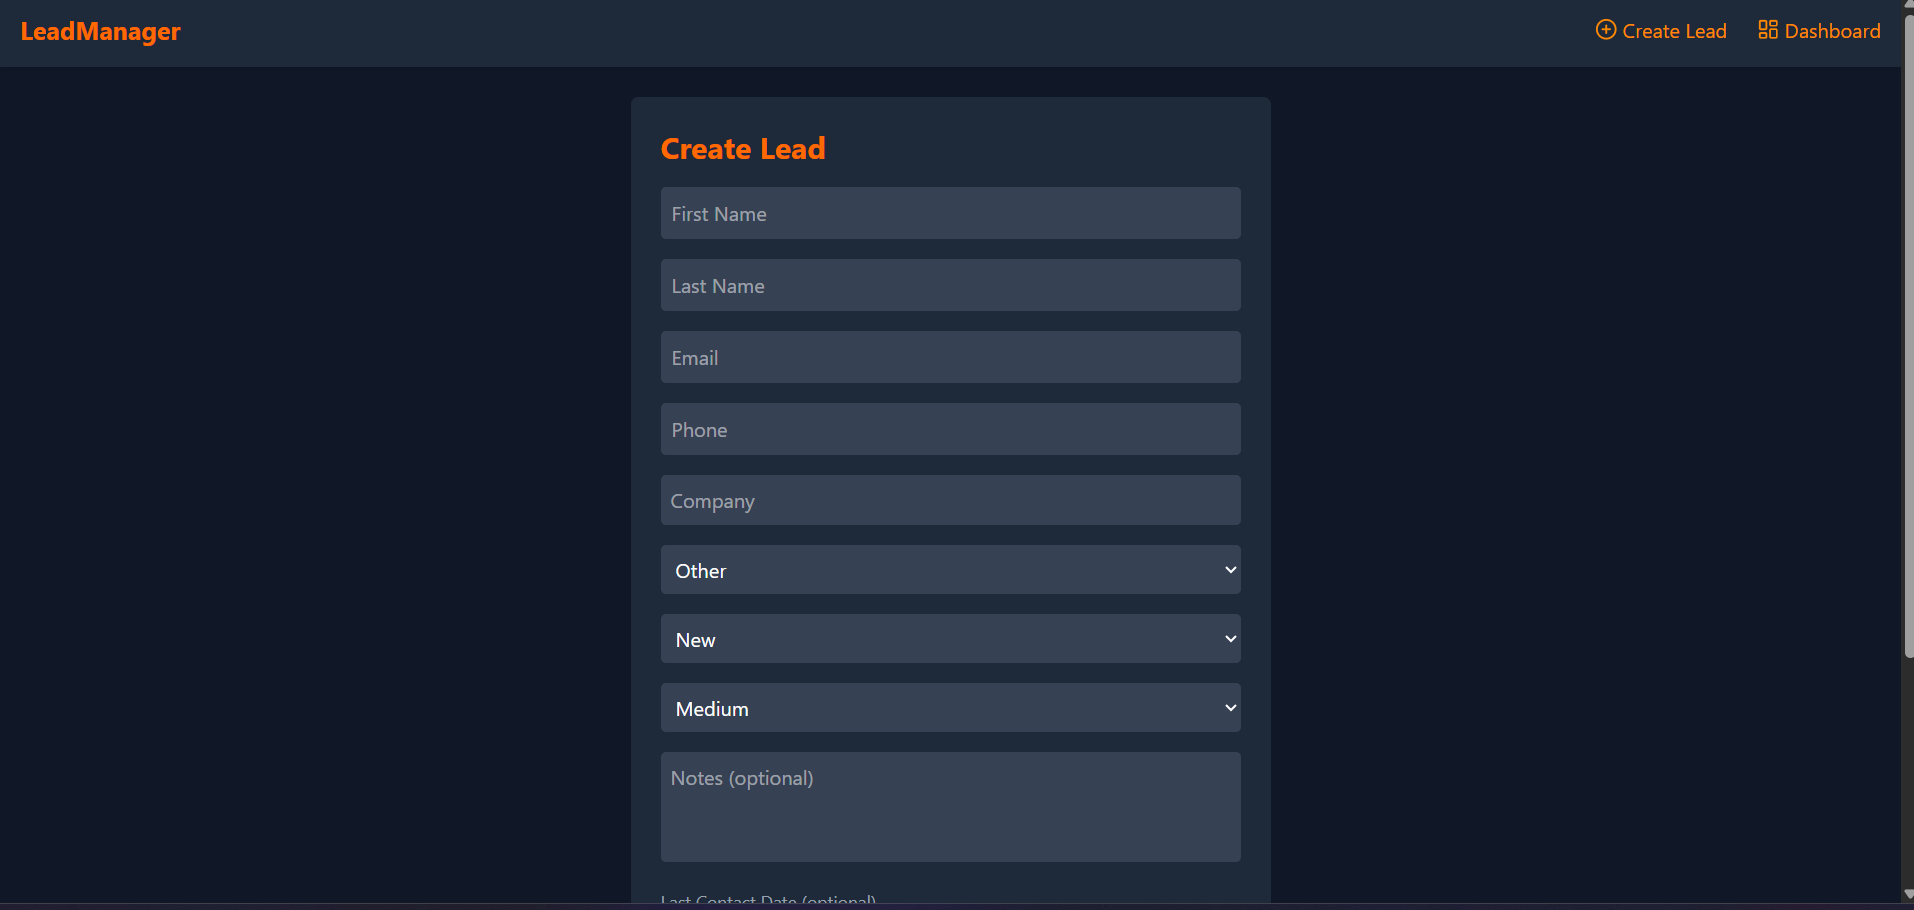 LeadManager
Create Lead
Dashboard
Create Lead
First Name
Last Name
Email
Phone
Company
Other
New
Medium
Notes (optional)
Last Contact Date (optional)